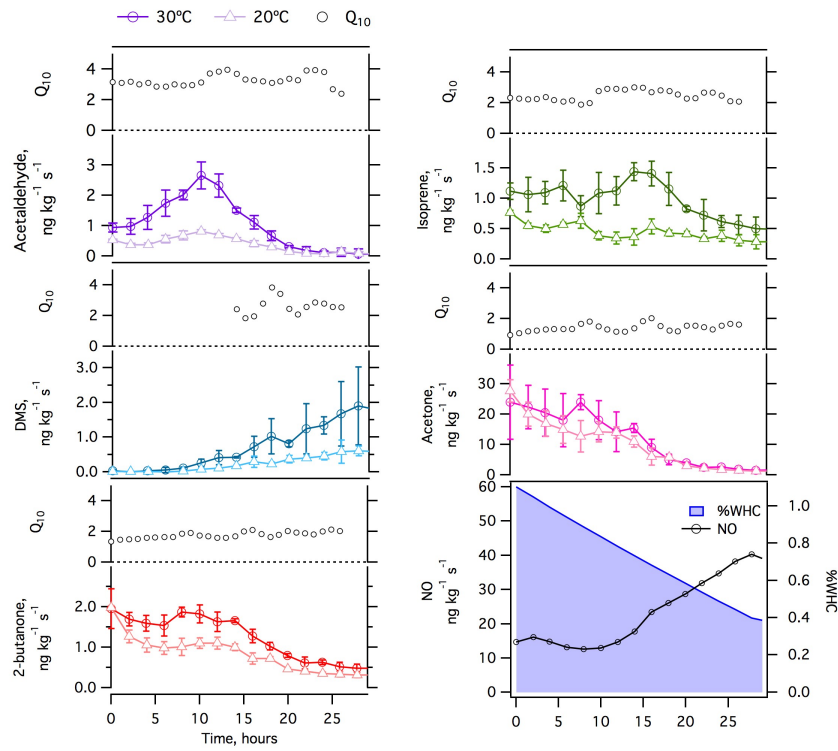 30ºC 20ºC Q10
4
2
0
Q10
3
2
1
0
Acetaldehyde,
ng kg-1 s-1
4
2
0
Q10
3.0
2.0
1.0
0.0
DMS,
ng kg-1 s-1
4
2
0
Q10
2.0
1.0
0.0
2-butanone,
ng kg-1 s-1
0 5 10 15 20 25
Time, hours
4
2
0
Q10
1.5
1.0
0.5
0.0
Isoprene,
ng kg-1 s-1
4
2
0
Q10
30
20
10
0
Acetone,
ng kg-1 s-1
60
50
40
30
20
10
0
NO
ng kg-1 s-1
%WHC
NO
1.0
0.8
0.6
0.4
0.2
0.0
%WHC
0 5 10 15 20